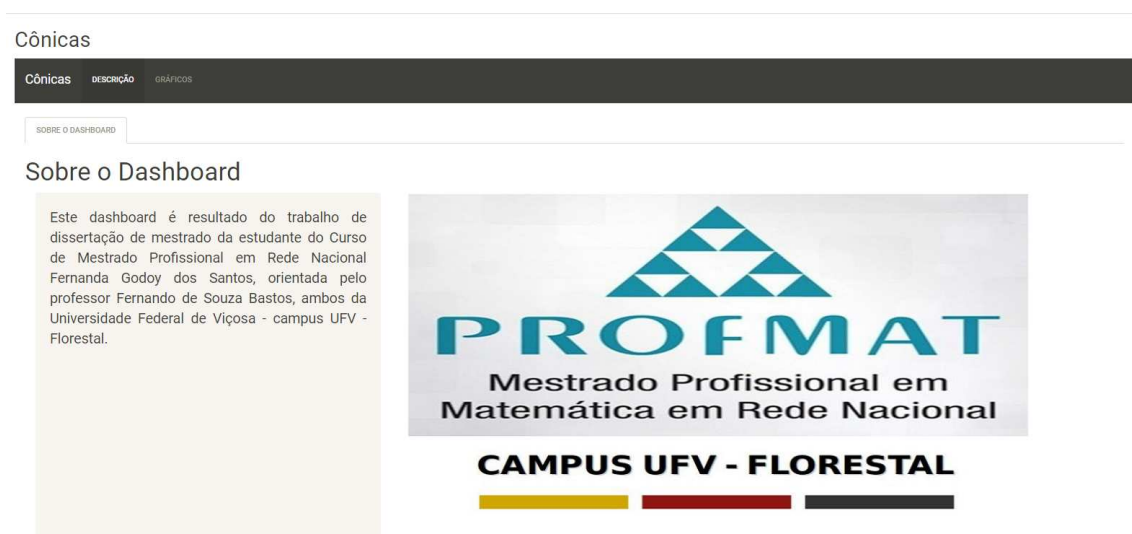 Cônicas
Cônicas DESCRIÇÃO GRÁFICOS
SOBRE O DASHBOARD
Sobre o Dashboard
Este dashboard é resultado do trabalho de
dissertação de mestrado da estudante do Curso
de Mestrado Profissional em Rede Nacional
Fernanda Godoy dos Santos, orientada pelo
professor Fernando de Souza Bastos, ambos da
Universidade Federal de Viçosa - campus UFV -
Florestal.
PROFMAT
Mestrado Profissional em
Matemática em Rede Nacional
CAMPUS UFV - FLORESTAL